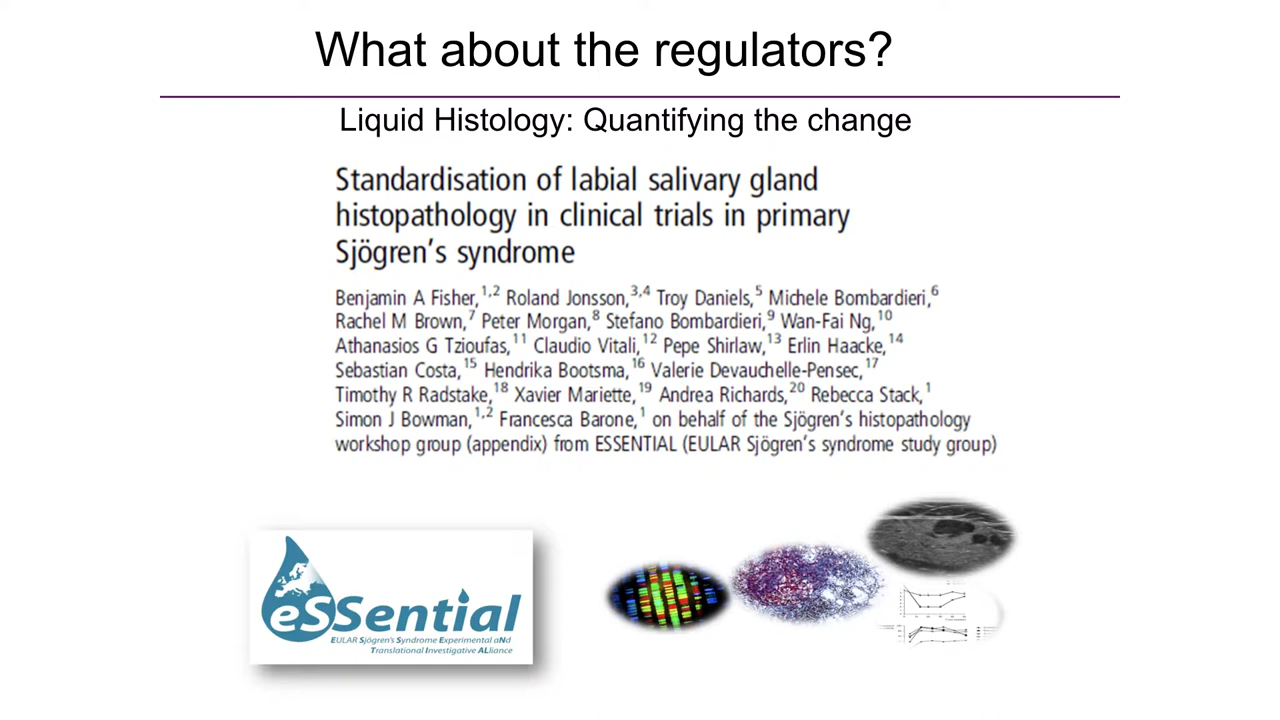 What about the regulators?
Liquid Histology: Quantifying the change
Standardisation of labial salivary gland
histopathology in clinical trials in primary
Sjögren's syndrome
Benjamin A Fisher,1,2 Roland Jonsson,3,4 Troy Daniels,5 Michele Bombardieri,6
Rachel M Brown,7 Peter Morgan,8 Stefano Bombardieri,9 Wan-Fai Ng,10
Athanasios G Tzioufas,11 Claudio Vitali,12 Pepe Shirlaw,13 Erlin Haacke,14
Sebastian Costa,15 Hendrika Bootsma,16 Valerie Devauchelle-Pensec,17
Timothy R Radstake,18 Xavier Mariette,19 Andrea Richards,20 Rebecca Stack,1
Simon J Bowman,1,2 Francesca Barone,1 on behalf of the Sjögren's histopathology
workshop group (appendix) from ESSENTIAL (EULAR Sjögren's syndrome study group)
eSSential
EULAR Sjögren's Syndrome Experimental aNd
Translational Investigative ALliance